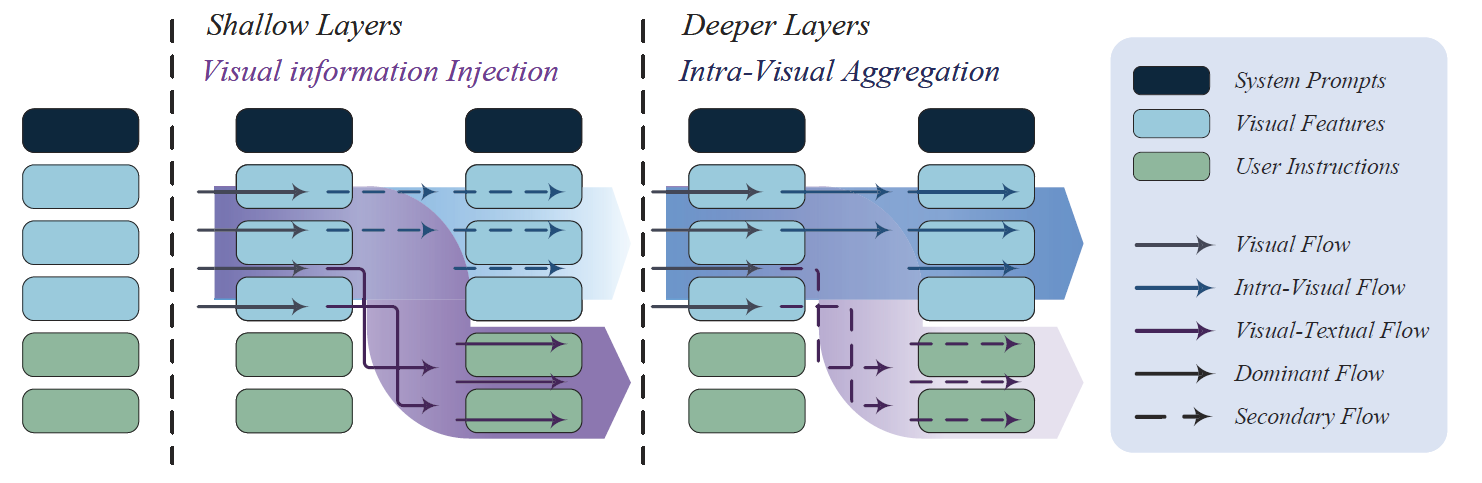 Shallow Layers
Visual information Injection
Deeper Layers
Intra-Visual Aggregation
System Prompts
Visual Features
User Instructions
Visual Flow
Intra-Visual Flow
Visual-Textual Flow
Dominant Flow
Secondary Flow